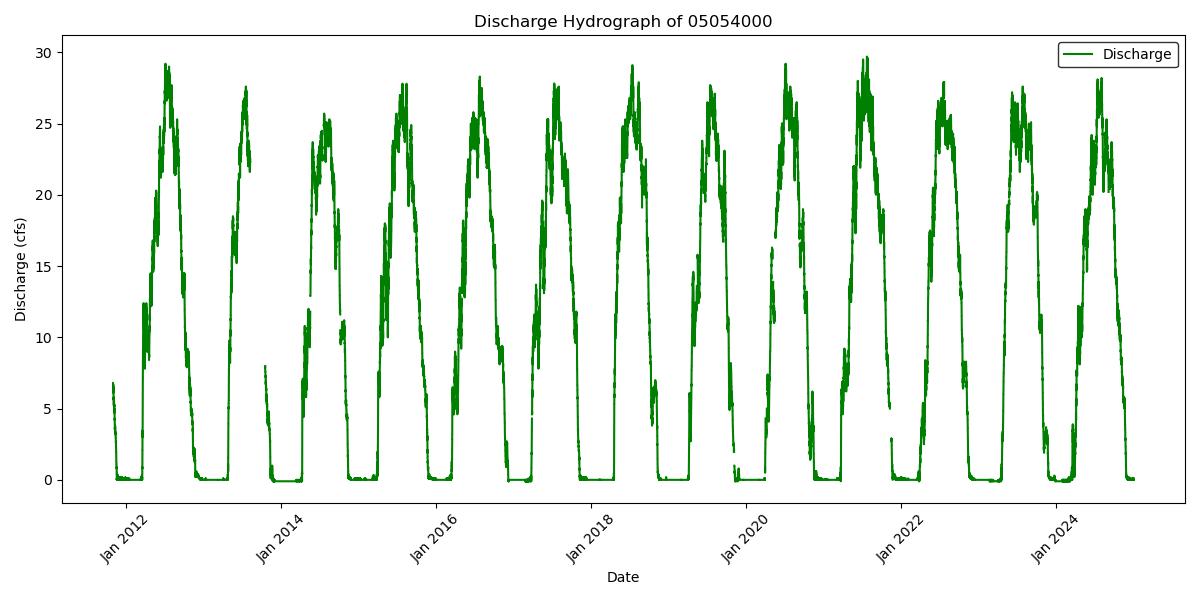 Discharge Hydrograph of 05054000
Discharge
Discharge (cfs)
30
25
20
15
10
5
0
Jan 2012
Jan 2014
Jan 2016
Jan 2018
Jan 2020
Jan 2022
Jan 2024
Date